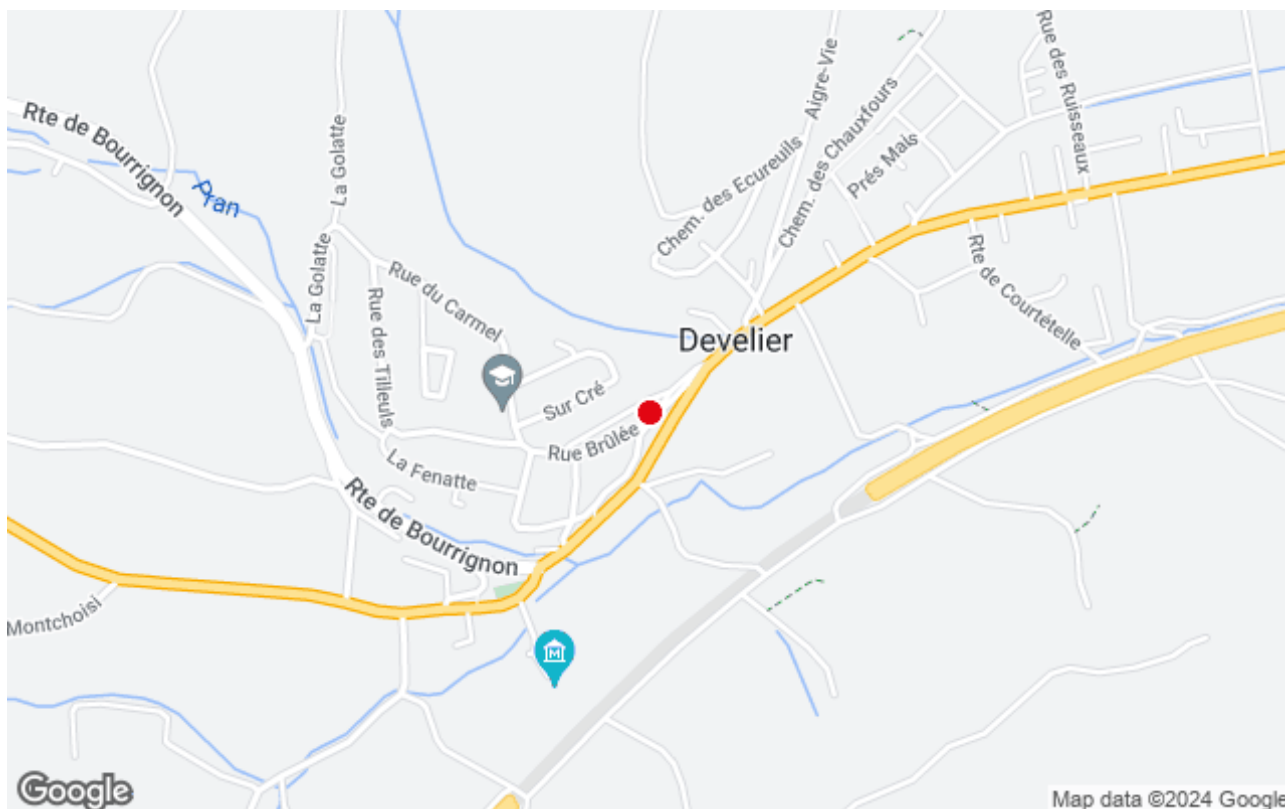 Rte de Bourrignon
Pran
La Golatte
La Golatte
Rue du Carmel
Rue des Tilleuls
Sur Cré
Rue Brûlée
La Fenatte
Rte de Bourrignon
Montchoisi
Develier
Chem. des Ecureuils
Aigre-Vie
Chem. des Chauxfours
Prés Mais
Rue des Ruisseaux
Rte de Courtételle
M
Google
Map data ©2024 Google